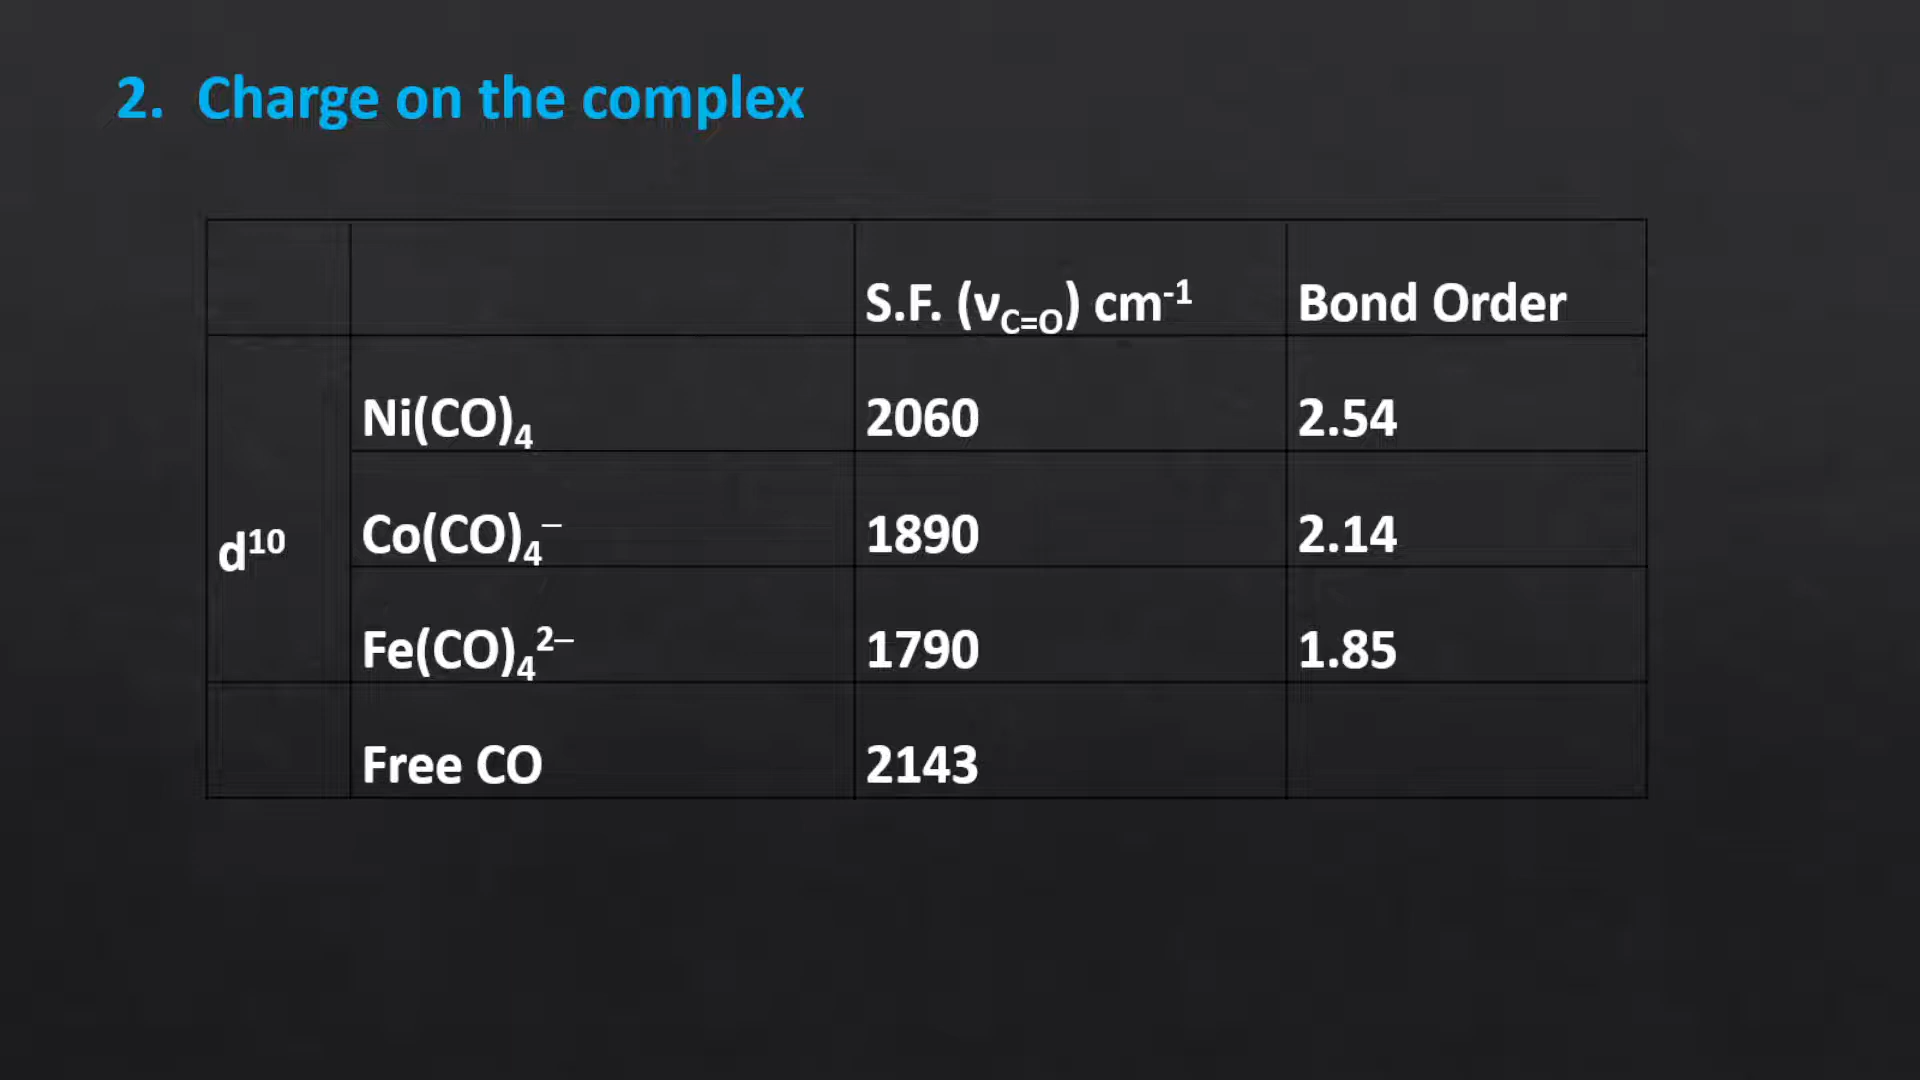 2. Charge on the complex
S.F. (ν_C=O) cm⁻¹ Bond Order
Ni(CO)₄ 2060 2.54
d¹⁰ Co(CO)₄⁻ 1890 2.14
Fe(CO)₄²⁻ 1790 1.85
Free CO 2143